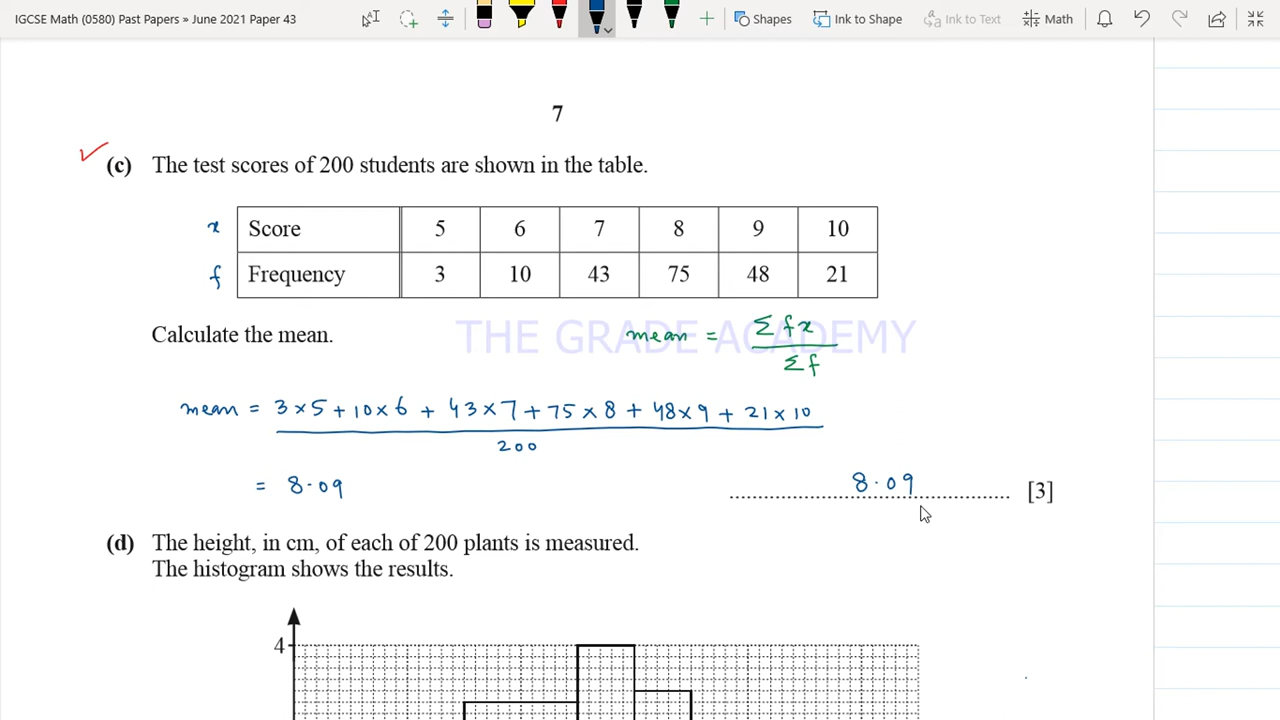 IGCSE Math (0580) Past Papers » June 2021 Paper 43
Shapes Ink to Shape Ink to Text Math
7
(c) The test scores of 200 students are shown in the table.
x Score 5 6 7 8 9 10
f Frequency 3 10 43 75 48 21
THE GRADE ACADEMY
Calculate the mean. mean = Σfx
Σf
mean = 3×5+10×6 + 43×7+75×8+48×9+21×10
200
= 8.09
8.09
[3]
(d) The height, in cm, of each of 200 plants is measured.
The histogram shows the results.
4